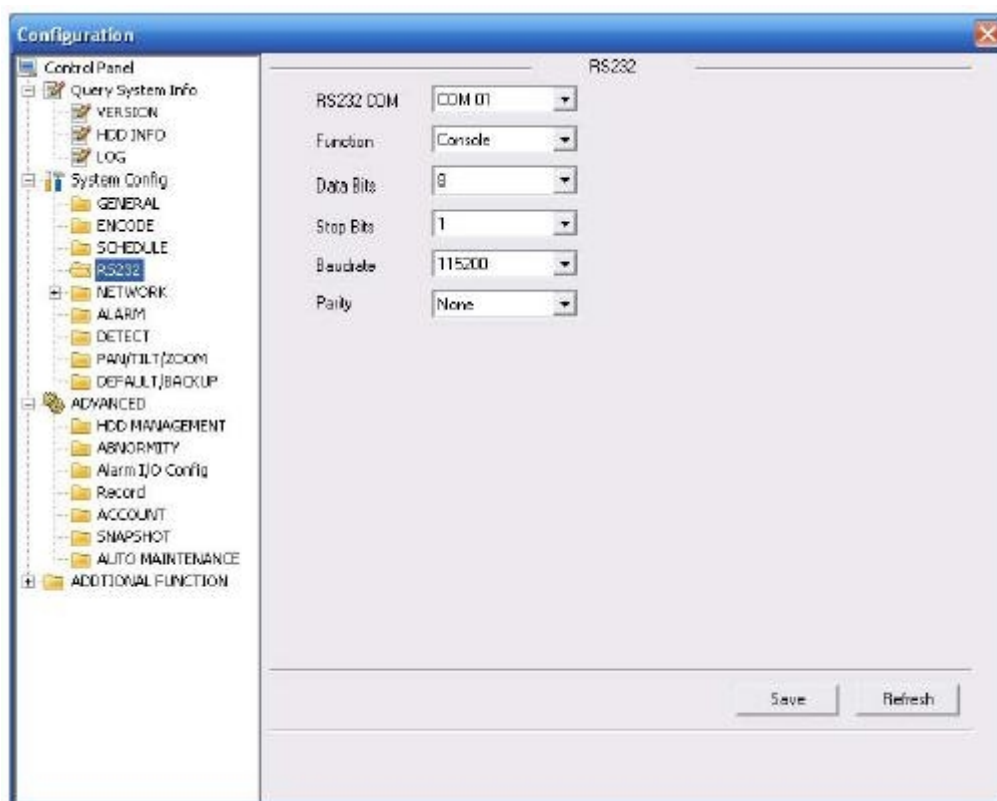 Configuration
Control Panel
Query System Info
VERSION
HDD INFO
LOG
System Config
GENERAL
ENCODE
SCHEDULE
RS232
NETWORK
ALARM
DETECT
PAN/TILT/ZOOM
DEFAULT/BACKUP
ADVANCED
HDD MANAGEMENT
ABNORMITY
Alarm I/O Config
Record
ACCOUNT
SNAPSHOT
AUTO MAINTENANCE
ADDTIONAL FUNCTION
RS232
RS232 COM COM 01
Function Console
Data Bits 8
Stop Bits 1
Baudrate 115200
Parity None
Save Refresh